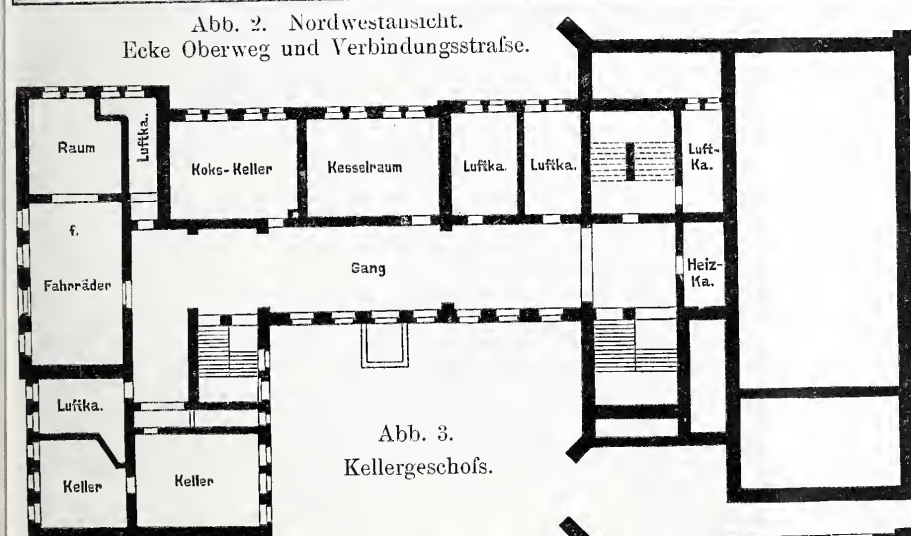 Abb. 2. Nordwestansicht.
Ecke Oberweg und Verbindungsstraſse.
Raum
Luftka.
Koks-Keller
Kesselraum
Luftka.
Luftka.
Luft-
Ka.
f.
Fahrräder
Gang
Heiz-
Ka.
Luftka.
Keller
Keller
Abb. 3.
Kellergeschoſs.